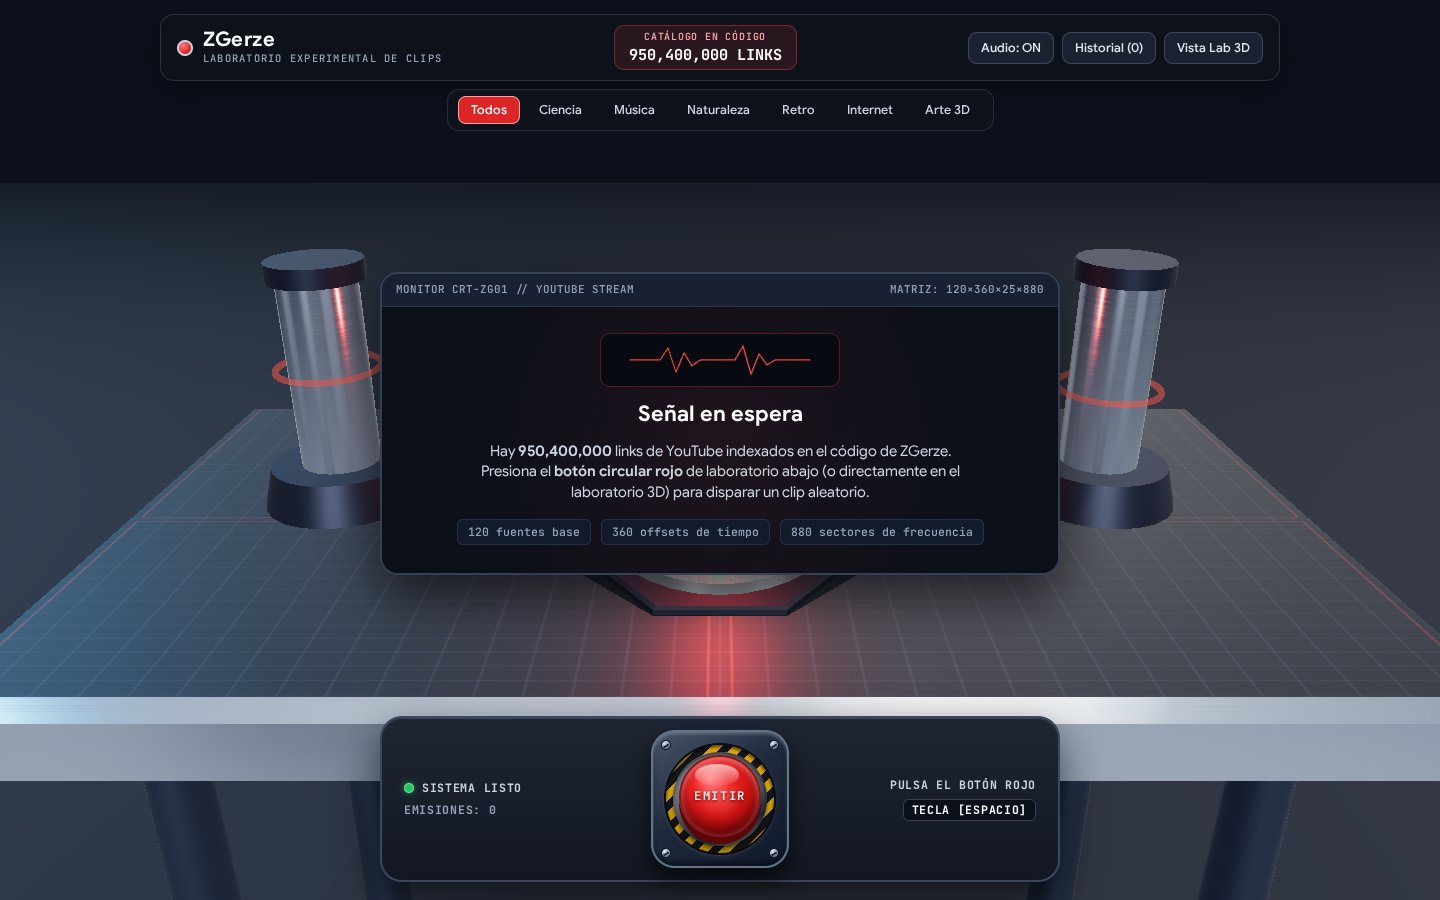 ZGerze
LABORATORIO EXPERIMENTAL DE CLIPS
CATÁLOGO EN CÓDIGO
950,400,000 LINKS
Audio: ON
Historial (0)
Vista Lab 3D
Todos
Ciencia
Música
Naturaleza
Retro
Internet
Arte 3D
MONITOR CRT-ZG01 // YOUTUBE STREAM
MATRIZ: 120×360×25×880
Señal en espera
Hay 950,400,000 links de YouTube indexados en el código de ZGerze.
Presiona el botón circular rojo de laboratorio abajo (o directamente en el
laboratorio 3D) para disparar un clip aleatorio.
120 fuentes base
360 offsets de tiempo
880 sectores de frecuencia
SISTEMA LISTO
EMISIONES: 0
EMITIR
PULSA EL BOTÓN ROJO
TECLA [ESPACIO]